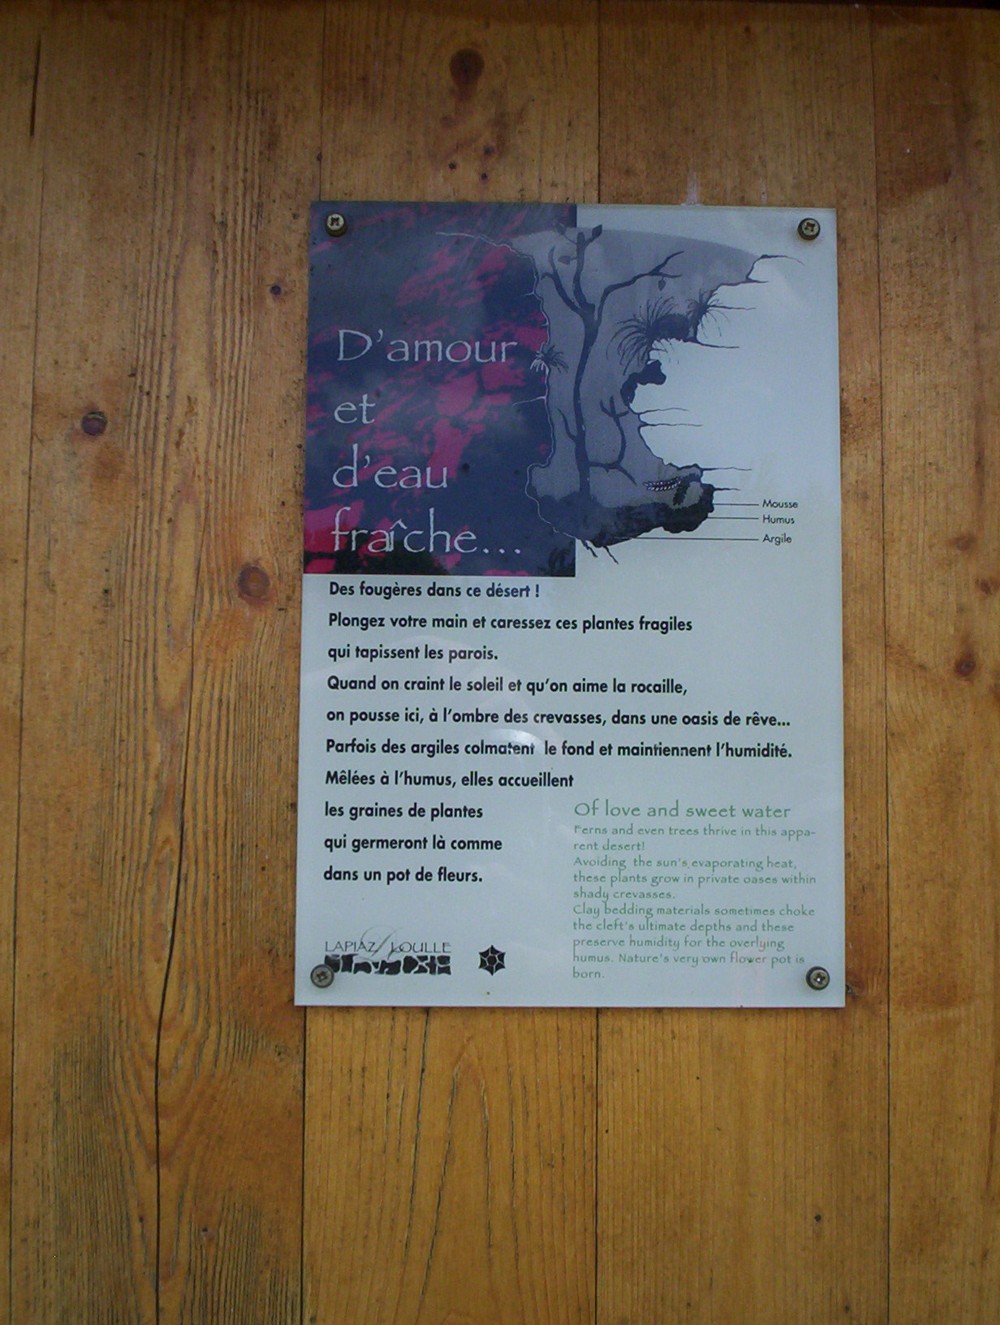 D'amour
et
d'eau
fraîche...
Mousse
Humus
Argile
Des fougères dans ce désert !
Plongez votre main et caressez ces plantes fragiles
qui tapissent les parois.
Quand on craint le soleil et qu'on aime la rocaille,
on pousse ici, à l'ombre des crevasses, dans une oasis de rêve...
Parfois des argiles colmatent le fond et maintiennent l'humidité.
Mêlées à l'humus, elles accueillent
les graines de plantes
qui germeront là comme
dans un pot de fleurs.
Of love and sweet water
Ferns and even trees thrive in this appa-
rent desert!
Avoiding the sun's evaporating heat,
these plants grow in private oases within
shady crevasses.
Clay bedding materials sometimes choke
the cleft's ultimate depths and these
preserve humidity for the overlying
humus. Nature's very own flower pot is
born.
LAPIAZ LOULLE